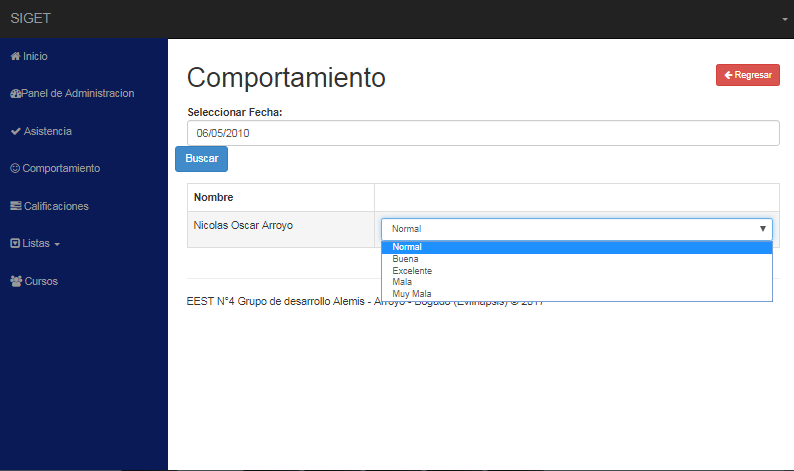 SIGET
Inicio
Panel de Administracion
Asistencia
Comportamiento
Calificaciones
Listas
Cursos
Comportamiento
Regresar
Seleccionar Fecha:
06/05/2010
Buscar
Nombre
Nicolas Oscar Arroyo
Normal
Normal
Buena
Excelente
Mala
Muy Mala
EEST N°4 Grupo de desarrollo Alemis - Arroyo - Bogado (Evilnapsis) © 2017